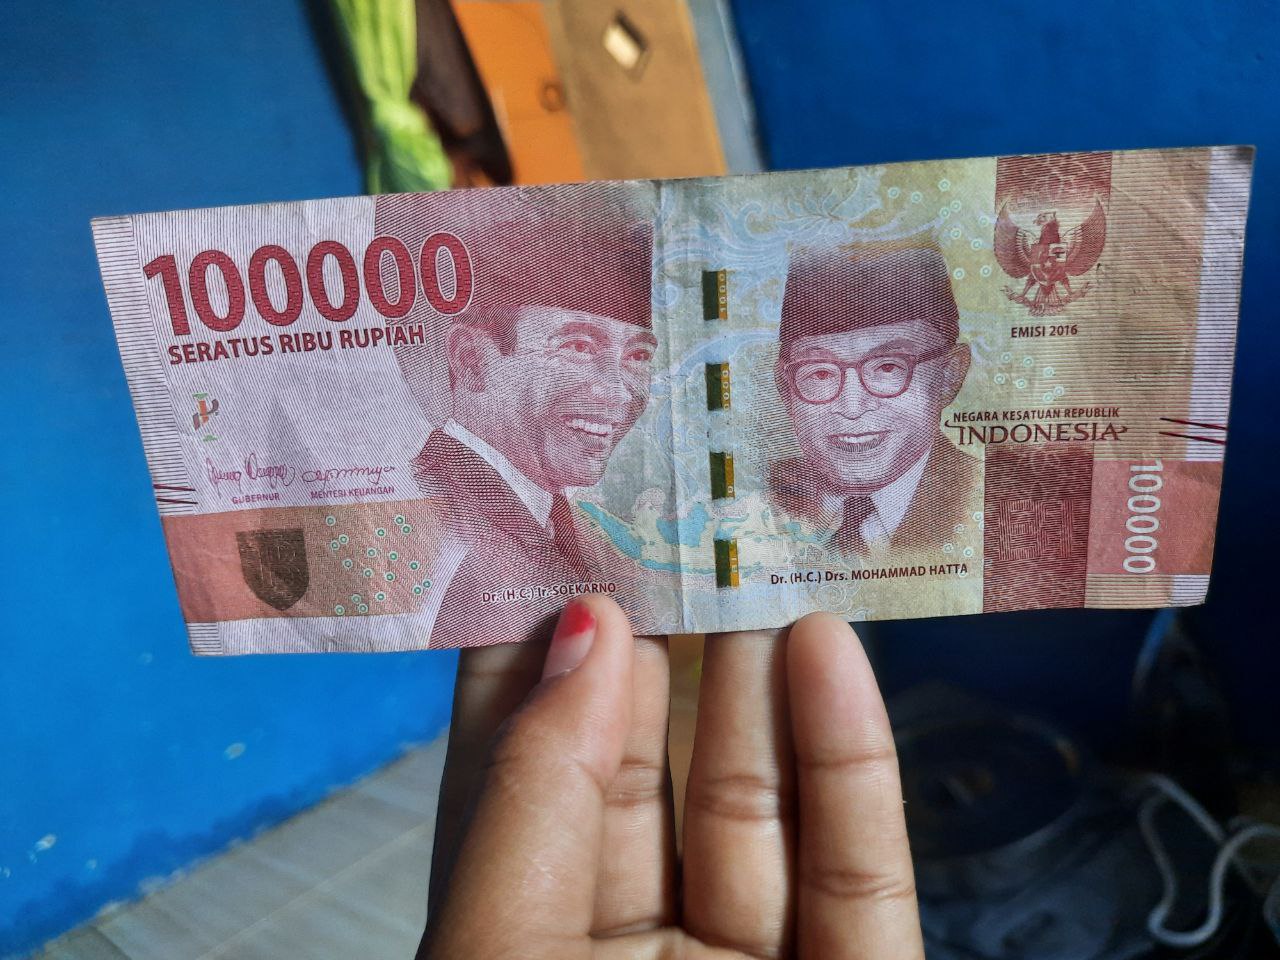 100000
SERATUS RIBU RUPIAH
GUBERNUR
MENTERI KEUANGAN
Dr. (H.C.) Ir. SOEKARNO
Dr. (H.C.) Drs. MOHAMMAD HATTA
EMISI 2016
NEGARA KESATUAN REPUBLIK
INDONESIA
100000